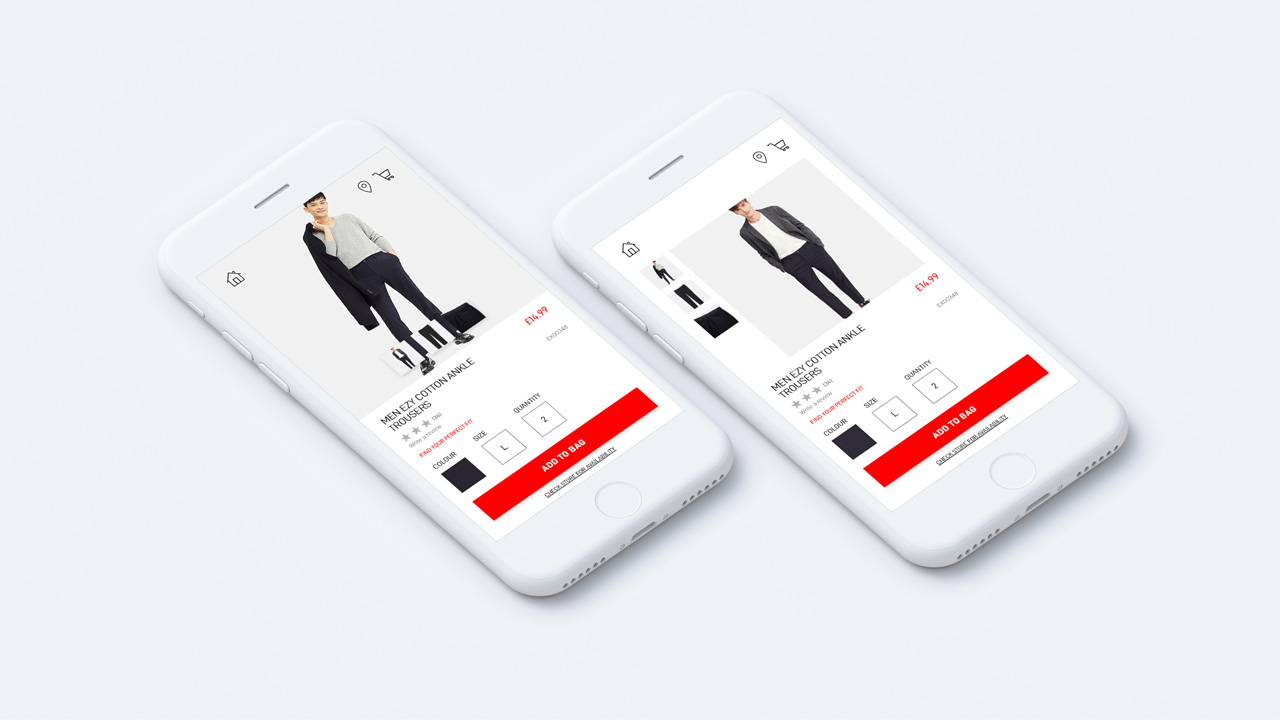 £14.99
EX00348
MEN EZY COTTON ANKLE
TROUSERS
(34)
Write a review
FIND YOUR PERFECT FIT
COLOUR
SIZE
L
QUANTITY
2
ADD TO BAG
CHECK STORE FOR AVAILABILITY
£14.99
EX00348
MEN EZY COTTON ANKLE
TROUSERS
(34)
Write a review
FIND YOUR PERFECT FIT
COLOUR
SIZE
L
QUANTITY
2
ADD TO BAG
CHECK STORE FOR AVAILABILITY